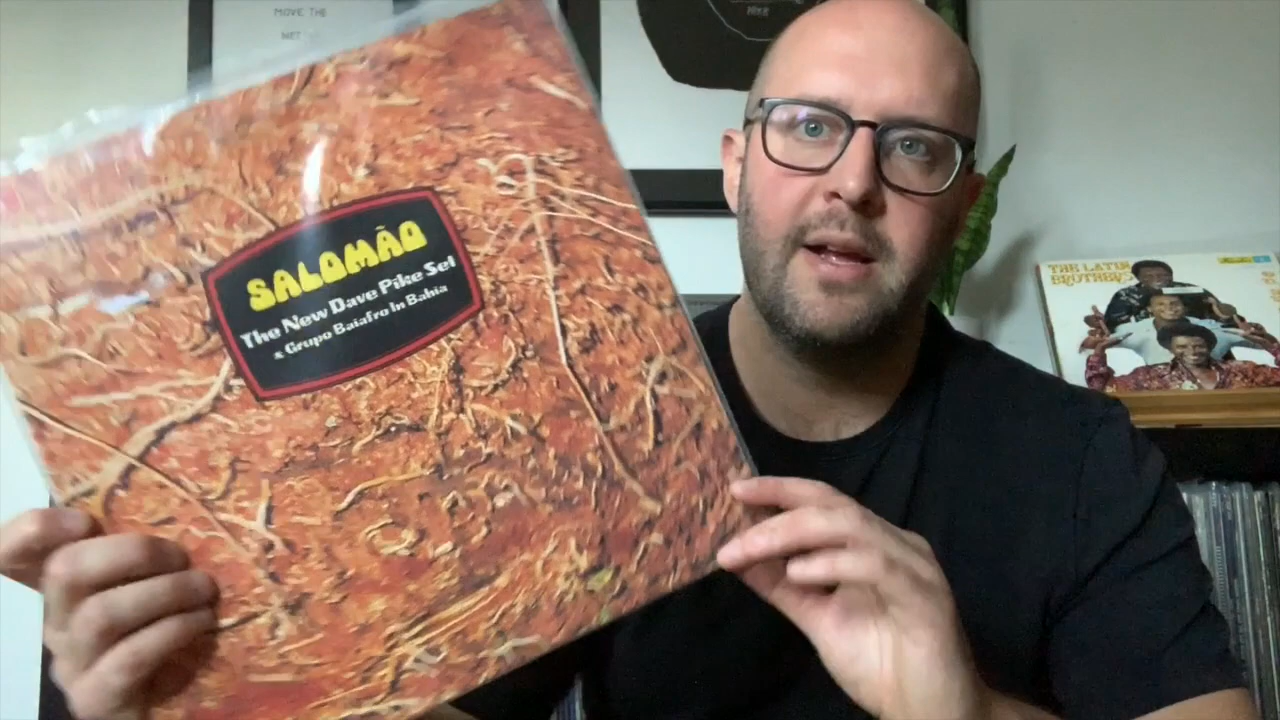 MOVE THE
SALOMÃO
The New Dave Pike Set
& Grupo Baiafro In Bahia
THE LATIN
BROTHERS